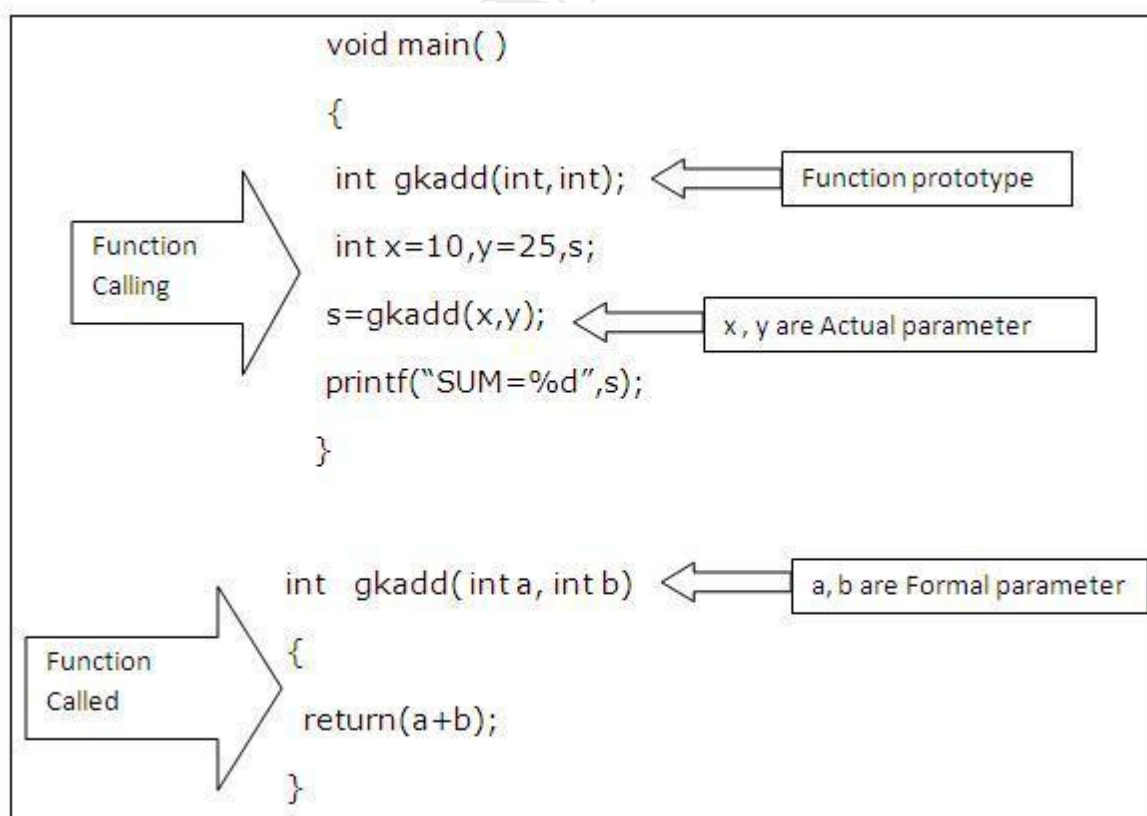 void main( )
{
int gkadd(int, int);
Function prototype
Function
Calling
int x=10,y=25,s;
s=gkadd(x,y);
x , y are Actual parameter
printf(“SUM=%d”,s);
}
int gkadd( int a, int b)
a, b are Formal parameter
Function
Called
{
return(a+b);
}